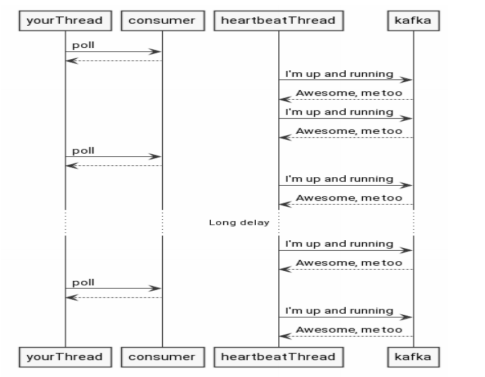 yourThread consumer heartbeatThread kafka
poll
I'm up and running
Awesome, me too
I'm up and running
Awesome, me too
poll
I'm up and running
Awesome, me too
Long delay
I'm up and running
Awesome, me too
poll
I'm up and running
Awesome, me too
yourThread consumer heartbeatThread kafka